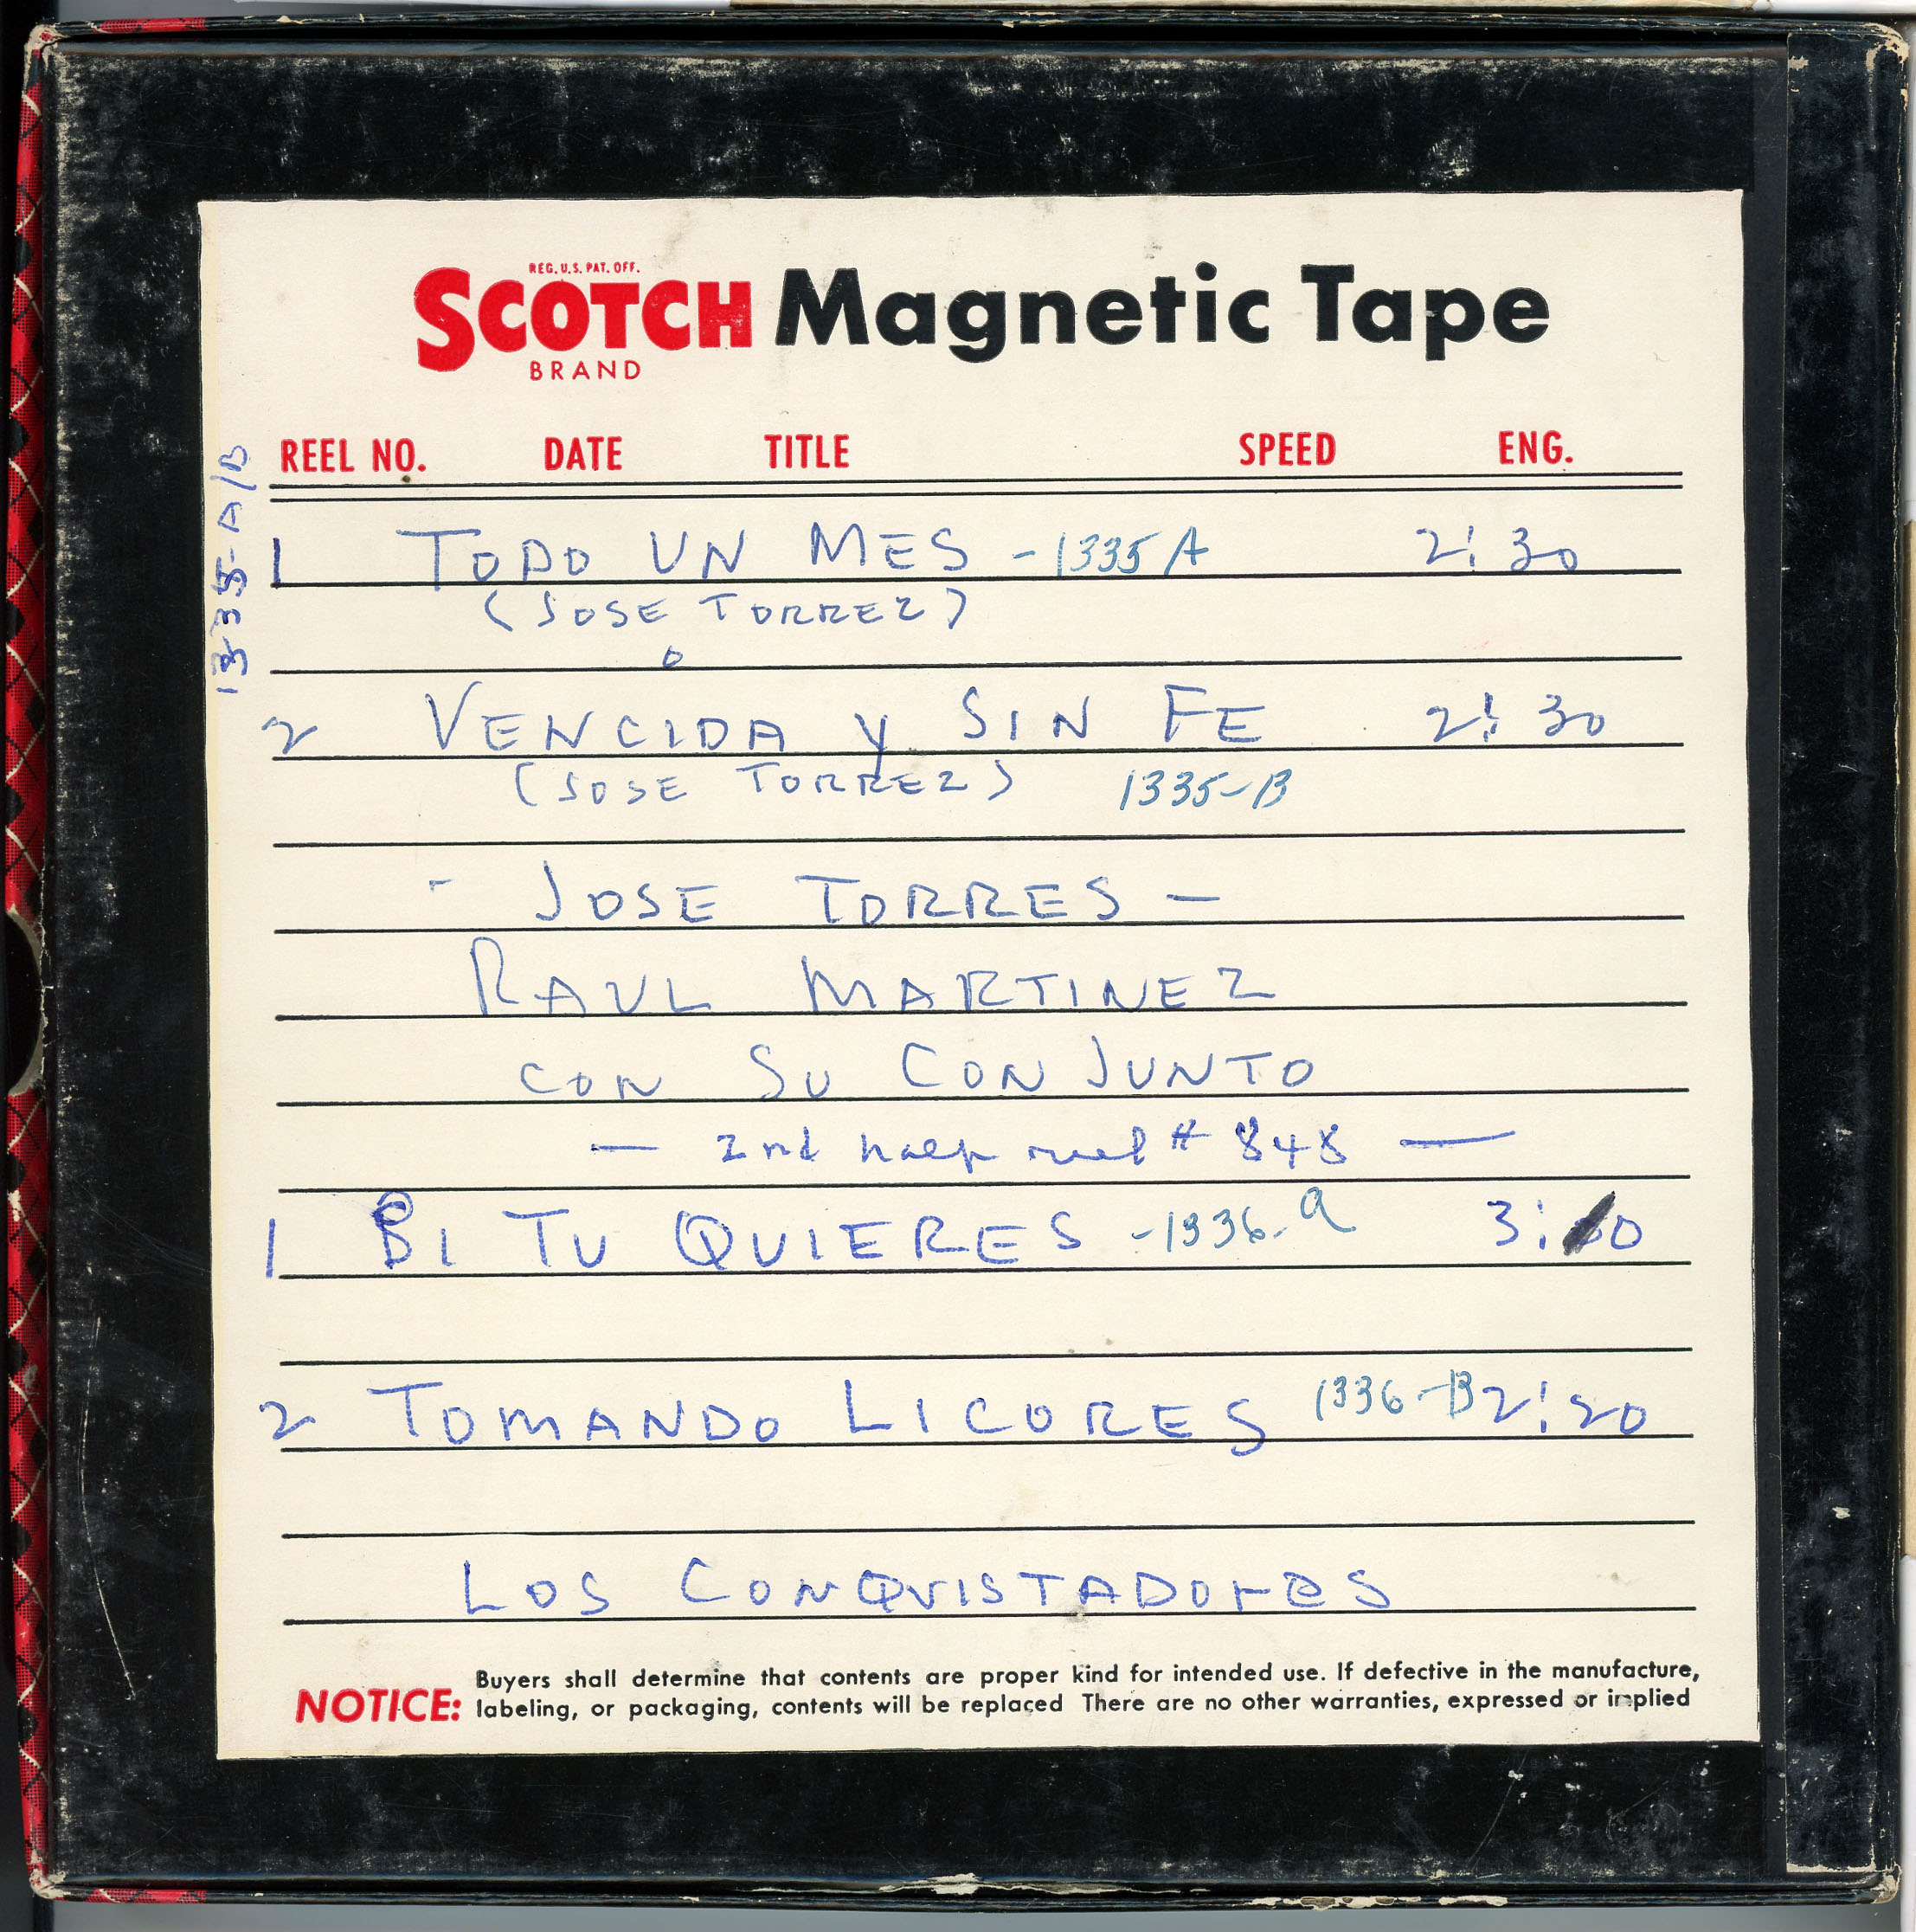 REG. U.S. PAT. OFF.
SCOTCH Magnetic Tape
BRAND
REEL NO. DATE TITLE SPEED ENG.
1335-A/B
1 TODO UN MES -1335A 2:30
(JOSE TORREZ)
2 VENCIDA y SIN FE 2:30
(JOSE TORREZ) 1335-B
- JOSE TORRES -
RAUL MARTINEZ
CON SU CONJUNTO
— 2nd half reel # 848 —
1 SI TU QUIERES -1336-a
2 TOMANDO LICORES 1336-B 2:20
LOS CONQUISTADORES
NOTICE: Buyers shall determine that contents are proper kind for intended use. If defective in the manufacture,
labeling, or packaging, contents will be replaced There are no other warranties, expressed or implied